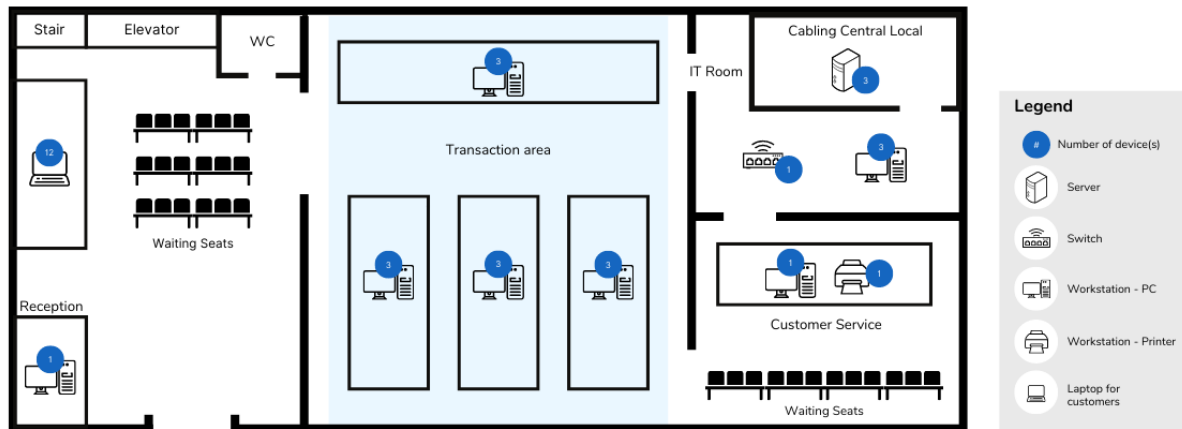 Stair
Elevator
WC
3
IT Room
Cabling Central Local
3
12
Transaction area
1
3
Waiting Seats
3
3
3
1
1
Reception
1
Customer Service
Waiting Seats
Legend
# Number of device(s)
Server
Switch
Workstation - PC
Workstation - Printer
Laptop for
customers